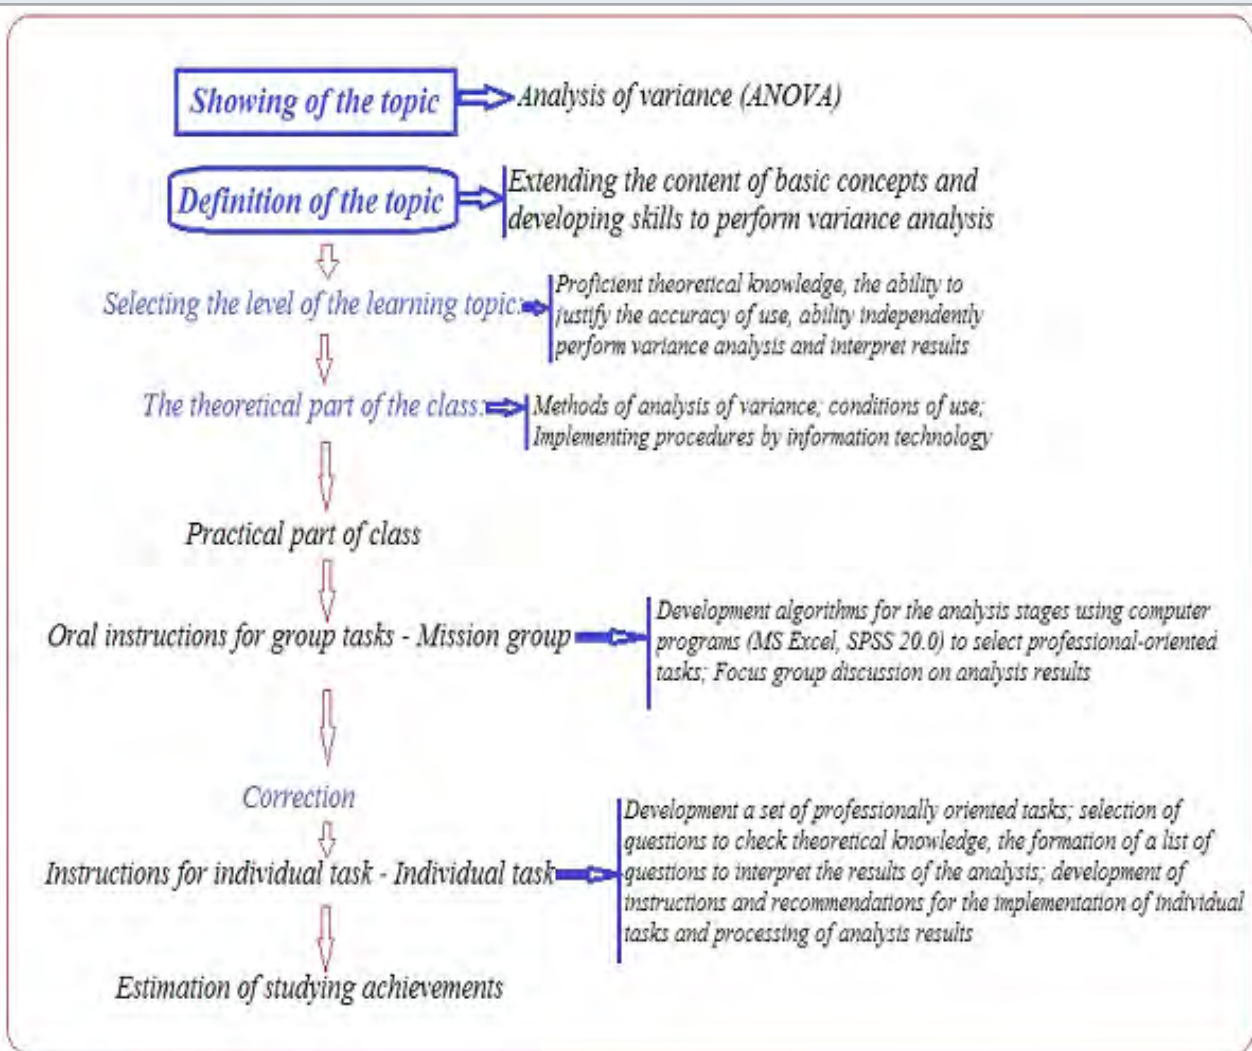 Showing of the topic
Analysis of variance (ANOVA)
Definition of the topic
Extending the content of basic concepts and
developing skills to perform variance analysis
Selecting the level of the learning topic:
Proficient theoretical knowledge, the ability to
justify the accuracy of use, ability independently
perform variance analysis and interpret results
The theoretical part of the class:
Methods of analysis of variance; conditions of use;
Implementing procedures by information technology
Practical part of class
Oral instructions for group tasks - Mission group
Development algorithms for the analysis stages using computer
programs (MS Excel, SPSS 20.0) to select professional-oriented
tasks; Focus group discussion on analysis results
Correction
Instructions for individual task - Individual task
Development a set of professionally oriented tasks; selection of
questions to check theoretical knowledge, the formation of a list of
questions to interpret the results of the analysis; development of
instructions and recommendations for the implementation of individual
tasks and processing of analysis results
Estimation of studying achievements